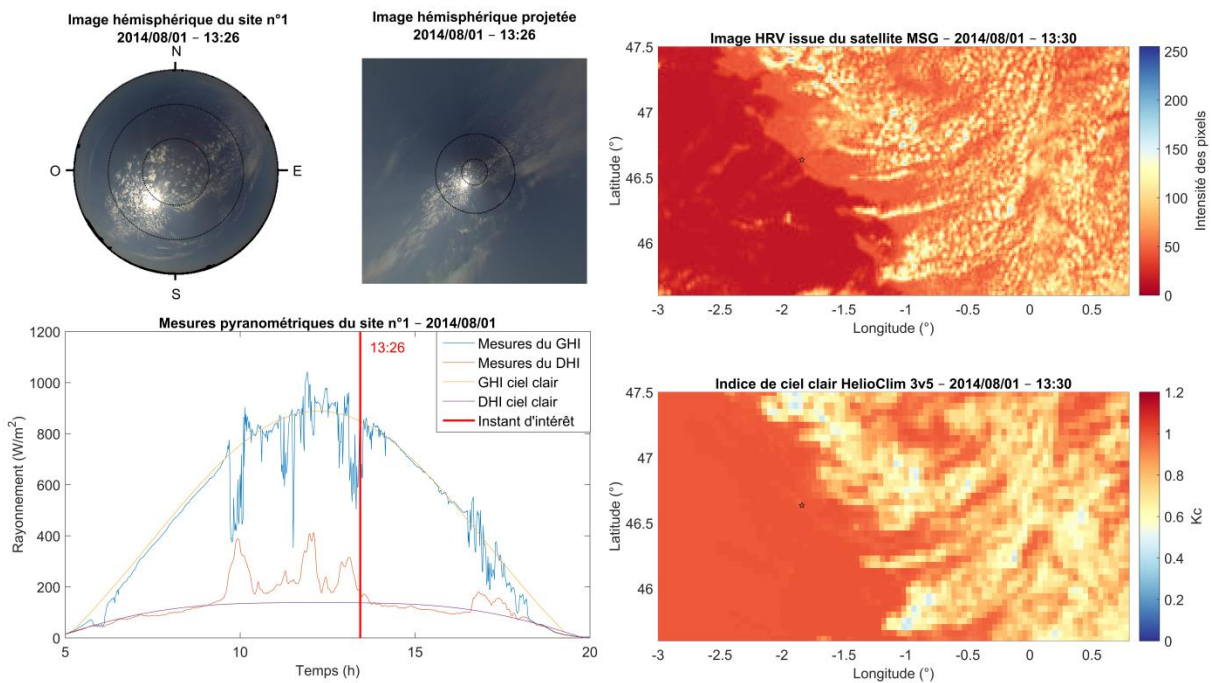 Image hémisphérique du site n°1
2014/08/01 – 13:26
N
O
E
S
Image hémisphérique projetée
2014/08/01 – 13:26
Image HRV issue du satellite MSG – 2014/08/01 – 13:30
47.5
47
46.5
46
Latitude (°)
-3
-2.5
-2
-1.5
-1
-0.5
0
0.5
Longitude (°)
250
200
150
100
50
0
Intensité des pixels
Mesures pyranométriques du site n°1 – 2014/08/01
1200
1000
800
600
400
200
0
Rayonnement (W/m²)
5
10
15
20
Temps (h)
13:26
Mesures du GHI
Mesures du DHI
GHI ciel clair
DHI ciel clair
Instant d'intérêt
Indice de ciel clair HelioClim 3v5 – 2014/08/01 – 13:30
47.5
47
46.5
46
Latitude (°)
-3
-2.5
-2
-1.5
-1
-0.5
0
0.5
Longitude (°)
1.2
1
0.8
0.6
0.4
0.2
0
Kc